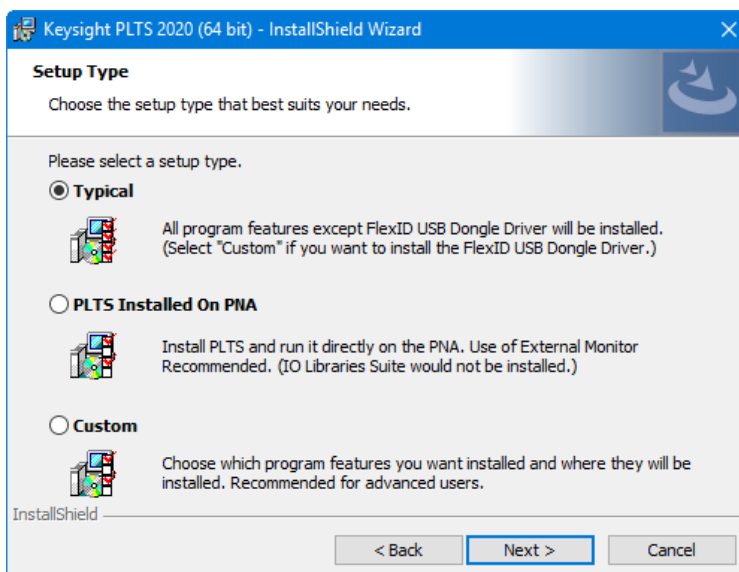 Keysight PLTS 2020 (64 bit) - InstallShield Wizard
Setup Type
Choose the setup type that best suits your needs.
Please select a setup type.
Typical
All program features except FlexID USB Dongle Driver will be installed.
(Select "Custom" if you want to install the FlexID USB Dongle Driver.)
PLTS Installed On PNA
Install PLTS and run it directly on the PNA. Use of External Monitor
Recommended. (IO Libraries Suite would not be installed.)
Custom
Choose which program features you want installed and where they will be
installed. Recommended for advanced users.
InstallShield
< Back Next > Cancel